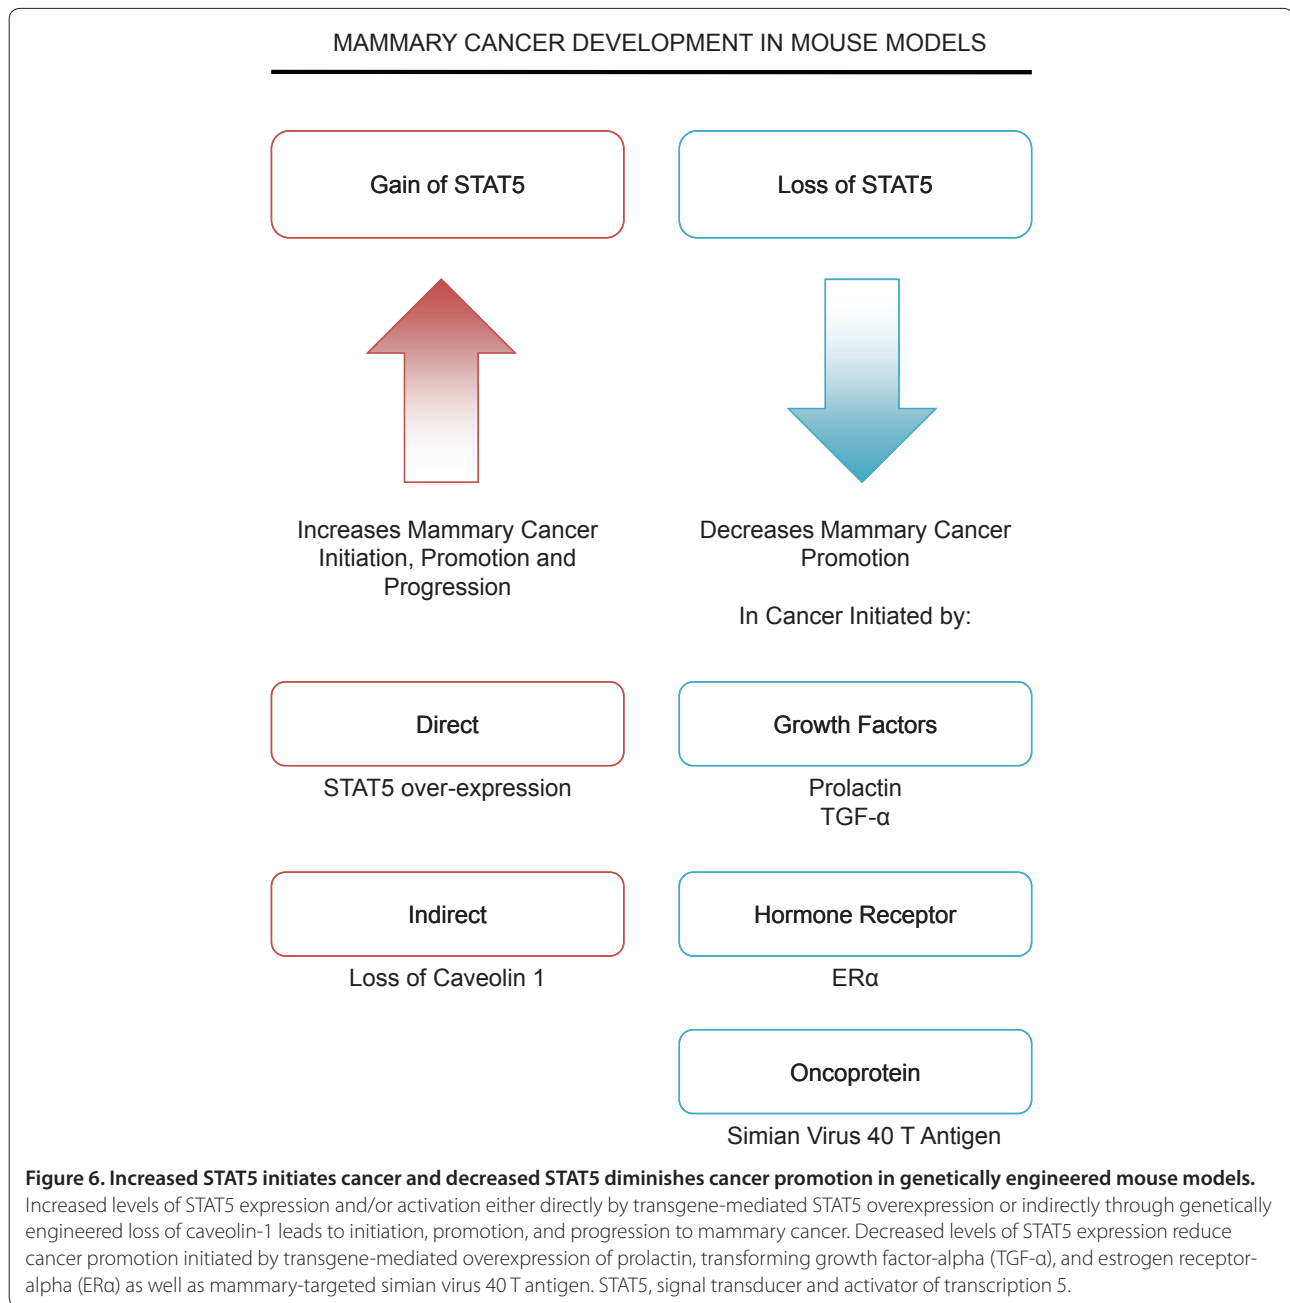 MAMMARY CANCER DEVELOPMENT IN MOUSE MODELS
Gain of STAT5
Loss of STAT5
Increases Mammary Cancer
Initiation, Promotion and
Progression
Decreases Mammary Cancer
Promotion
In Cancer Initiated by:
Direct
STAT5 over-expression
Growth Factors
Prolactin
TGF-α
Indirect
Loss of Caveolin 1
Hormone Receptor
ERα
Oncoprotein
Simian Virus 40 T Antigen
Figure 6. Increased STAT5 initiates cancer and decreased STAT5 diminishes cancer promotion in genetically engineered mouse models.
Increased levels of STAT5 expression and/or activation either directly by transgene-mediated STAT5 overexpression or indirectly through genetically
engineered loss of caveolin-1 leads to initiation, promotion, and progression to mammary cancer. Decreased levels of STAT5 expression reduce
cancer promotion initiated by transgene-mediated overexpression of prolactin, transforming growth factor-alpha (TGF-α), and estrogen receptor-
alpha (ERα) as well as mammary-targeted simian virus 40 T antigen. STAT5, signal transducer and activator of transcription 5.